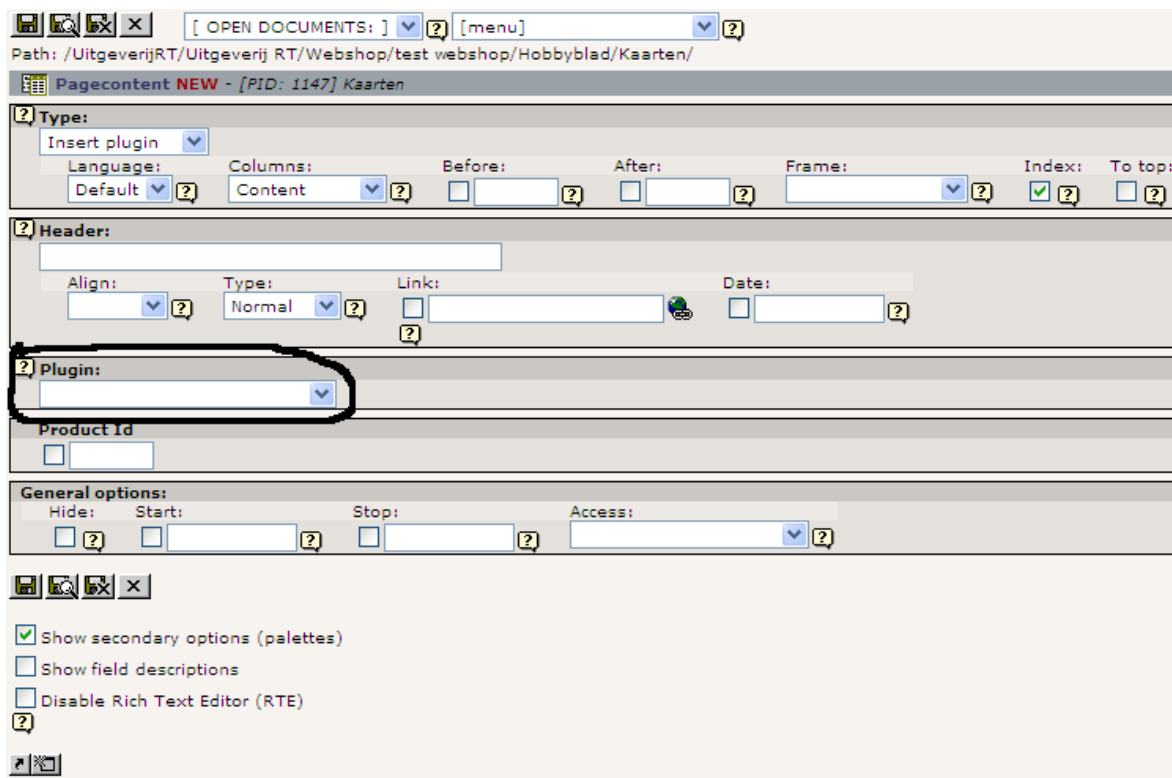 [ OPEN DOCUMENTS: ] [menu]
Path: /UitgeverijRT/Uitgeverij RT/Webshop/test webshop/Hobbyblad/Kaarten/
Pagecontent NEW - [PID: 1147] Kaarten
Type:
Insert plugin
Language: Columns: Before: After: Frame: Index: To top:
Default Content
Header:
Align: Type: Link: Date:
Normal
Plugin:
Product Id
General options:
Hide: Start: Stop: Access:
Show secondary options (palettes)
Show field descriptions
Disable Rich Text Editor (RTE)